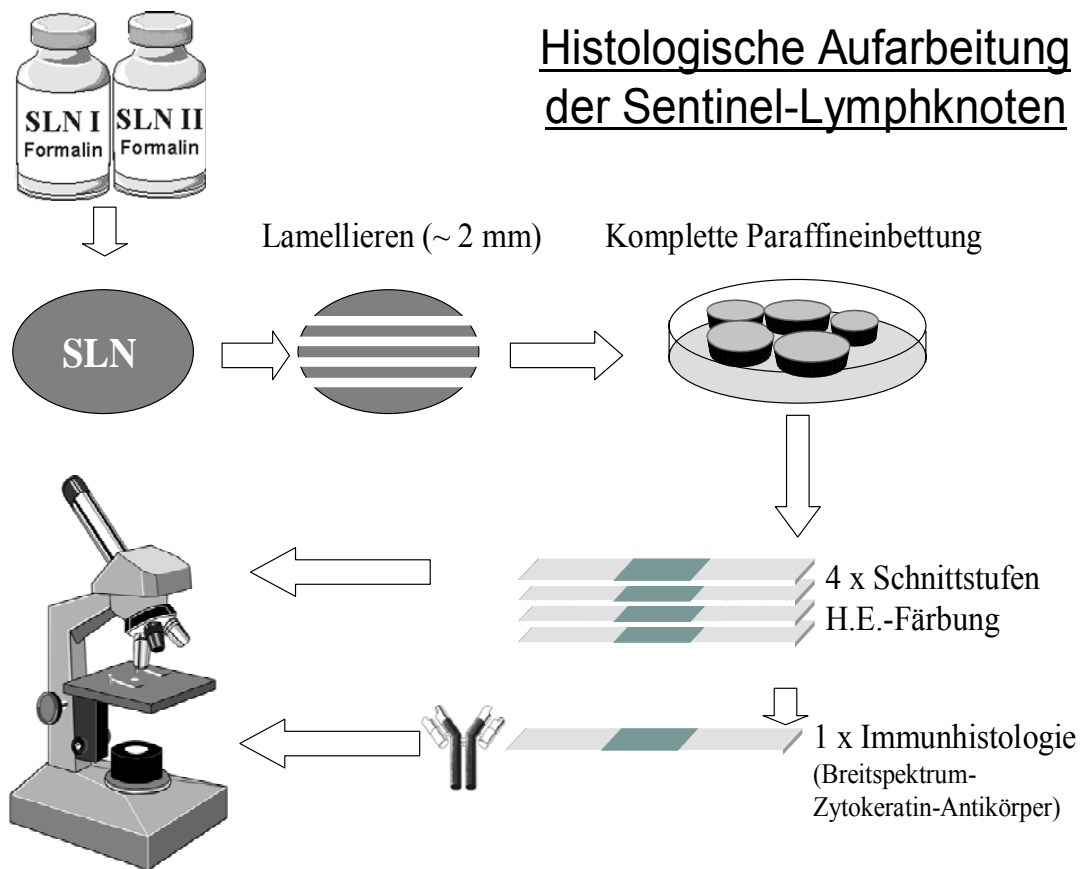 Histologische Aufarbeitung
der Sentinel-Lymphknoten
SLN I
Formalin
SLN II
Formalin
Lamellieren (~ 2 mm)
Komplette Paraffineinbettung
SLN
4 x Schnittstufen
H.E.-Färbung
1 x Immunhistologie
(Breitspektrum-
Zytokeratin-Antikörper)